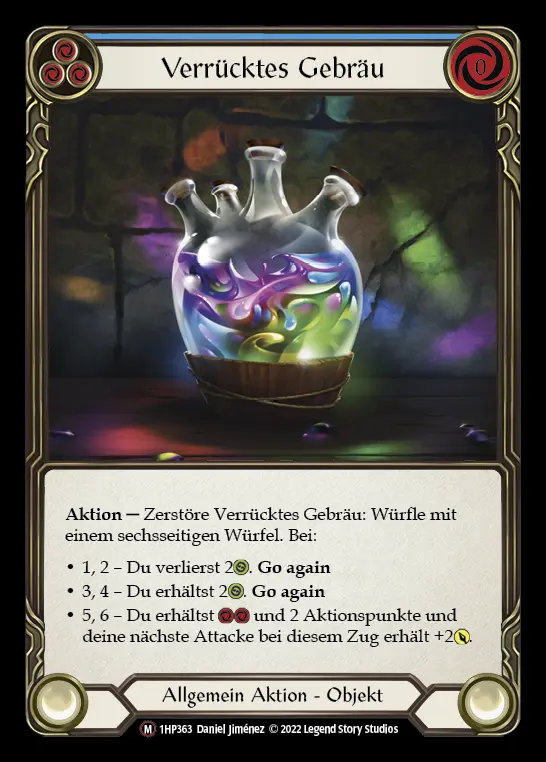 Verrücktes Gebräu
0
Aktion — Zerstöre Verrücktes Gebräu: Würfle mit
einem sechsseitigen Würfel. Bei:
• 1, 2 – Du verlierst 2. Go again
• 3, 4 – Du erhältst 2. Go again
• 5, 6 – Du erhältst und 2 Aktionspunkte und
deine nächste Attacke bei diesem Zug erhält +2.
Allgemein Aktion - Objekt
M 1HP363 Daniel Jiménez © 2022 Legend Story Studios